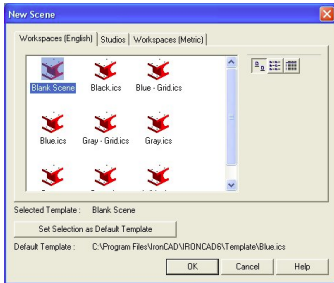 New Scene
Workspaces (English) Studios Workspaces (Metric)
Blank Scene Black.ics Blue - Grid.ics
Blue.ics Gray - Grid.ics Gray.ics
Selected Template : Blank Scene
Set Selection as Default Template
Default Template : C:\Program Files\IronCAD\IRONCAD6\Template\Blue.ics
OK Cancel Help